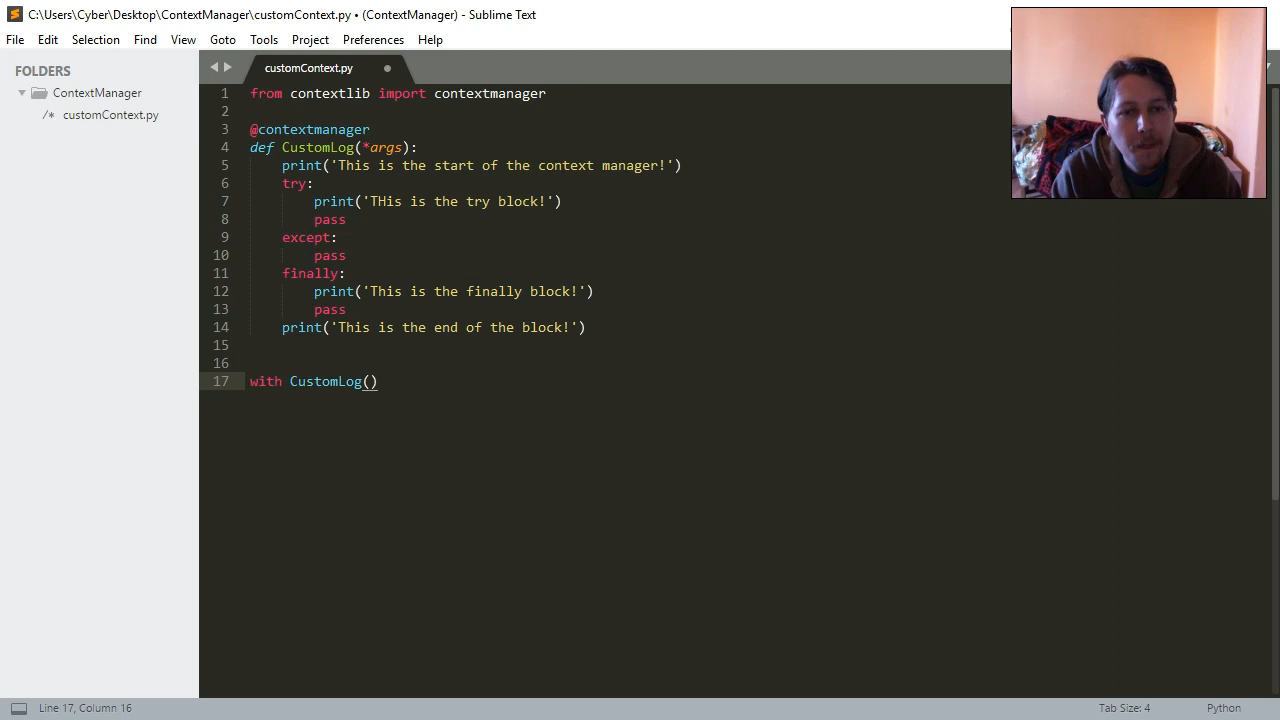 C:\Users\Cyber\Desktop\ContextManager\customContext.py • (ContextManager) - Sublime Text
File Edit Selection Find View Goto Tools Project Preferences Help
FOLDERS
ContextManager
/* customContext.py
customContext.py
1 from contextlib import contextmanager
2
3 @contextmanager
4 def CustomLog(*args):
5     print('This is the start of the context manager!')
6     try:
7         print('THis is the try block!')
8         pass
9     except:
10         pass
11     finally:
12         print('This is the finally block!')
13         pass
14     print('This is the end of the block!')
15
16
17 with CustomLog()
Line 17, Column 16
Tab Size: 4
Python